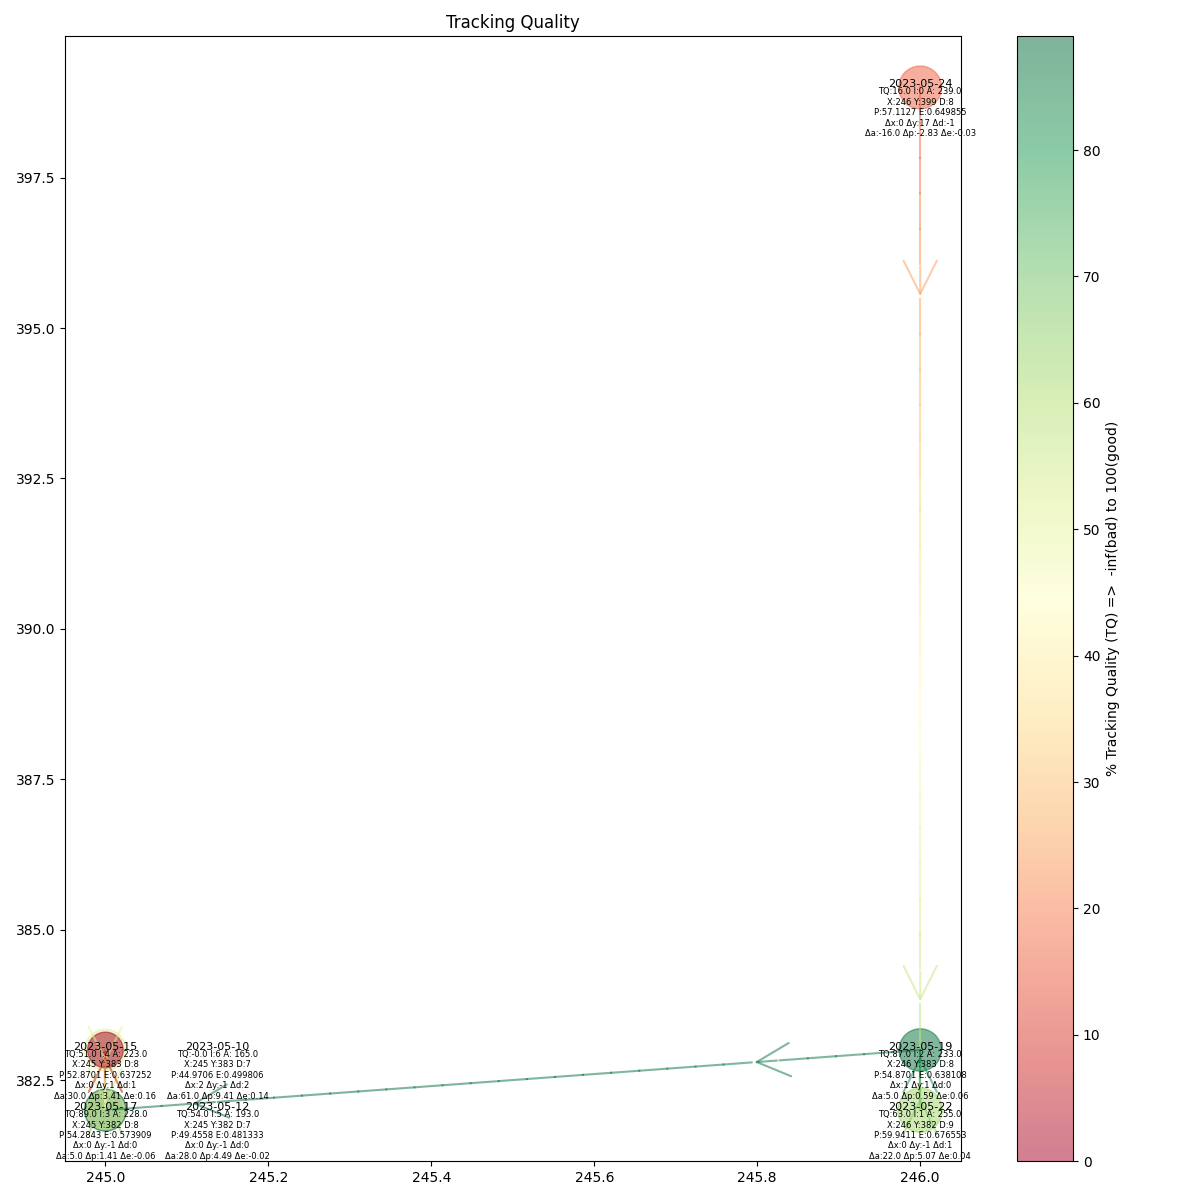 Tracking Quality
2023-05-24
TQ:16.0 I:0 A: 239.0
X:246 Y:399 D:8
P:57.1127 E:0.649855
Δx:0 Δy:17 Δd:-1
Δa:-16.0 Δp:-2.83 Δe:-0.03
397.5
395.0
392.5
390.0
387.5
385.0
382.5
2023-05-15
TQ:51.0 I:4 A: 223.0
X:245 Y:383 D:8
P:52.8701 E:0.637252
Δx:0 Δy:1 Δd:1
Δa:30.0 Δp:3.41 Δe:0.16
2023-05-10
TQ:-0.0 I:6 A: 165.0
X:245 Y:383 D:7
P:44.9706 E:0.499806
Δx:2 Δy:-1 Δd:2
Δa:61.0 Δp:9.41 Δe:0.14
2023-05-19
TQ:87.0 I:2 A: 233.0
X:246 Y:383 D:8
P:54.8701 E:0.638108
Δx:1 Δy:1 Δd:0
Δa:5.0 Δp:0.59 Δe:0.06
2023-05-17
TQ:89.0 I:3 A: 228.0
X:245 Y:382 D:8
P:54.2843 E:0.573909
Δx:0 Δy:-1 Δd:0
Δa:5.0 Δp:1.41 Δe:-0.06
2023-05-12
TQ:54.0 I:5 A: 193.0
X:245 Y:382 D:7
P:49.4558 E:0.481333
Δx:0 Δy:-1 Δd:0
Δa:28.0 Δp:4.49 Δe:-0.02
2023-05-22
TQ:63.0 I:1 A: 255.0
X:246 Y:382 D:9
P:59.9411 E:0.676553
Δx:0 Δy:-1 Δd:1
Δa:22.0 Δp:5.07 Δe:0.04
245.0 245.2 245.4 245.6 245.8 246.0
80
70
60
50
40
30
20
10
0
% Tracking Quality (TQ) => -inf(bad) to 100(good)